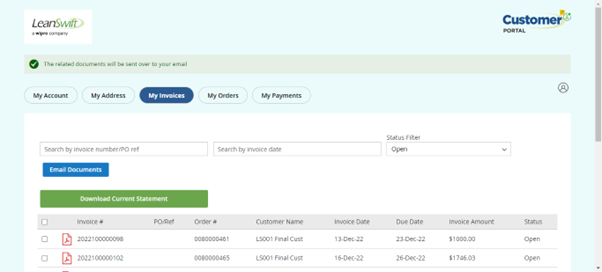 LeanSwift
a wipro company
Customer
PORTAL
The related documents will be sent over to your email
My Account
My Address
My Invoices
My Orders
My Payments
Status Filter
Search by invoice number/PO ref
Search by invoice date
Open
Email Documents
Download Current Statement
Invoice # PO/Ref Order # Customer Name Invoice Date Due Date Invoice Amount Status
2022100000098 0080000461 LS001 Final Cust 13-Dec-22 23-Dec-22 $1000.00 Open
2022100000102 0080000465 LS001 Final Cust 16-Dec-22 26-Dec-22 $1746.03 Open